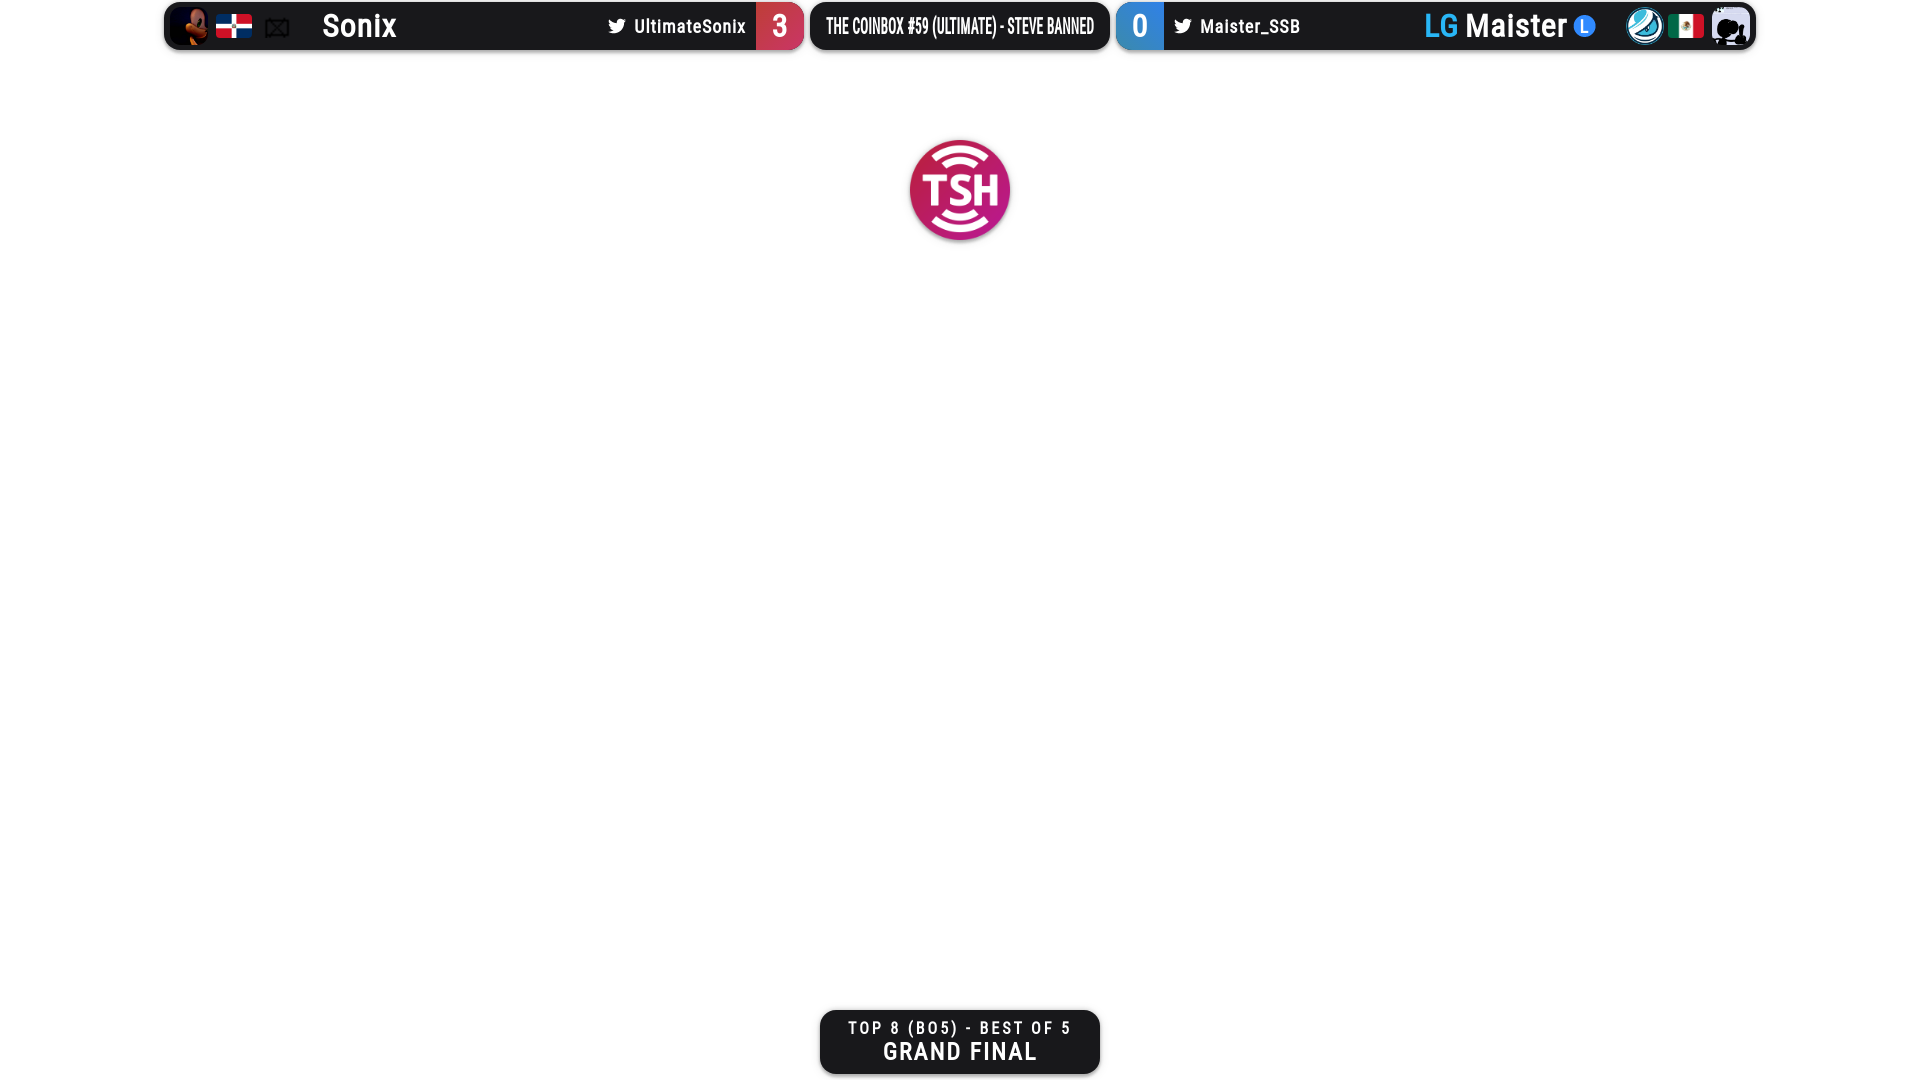 Sonix UltimateSonix 3 THE COINBOX #59 (ULTIMATE) - STEVE BANNED 0 Maister_SSB LG Maister L
TSH
TOP 8 (BO5) - BEST OF 5
GRAND FINAL